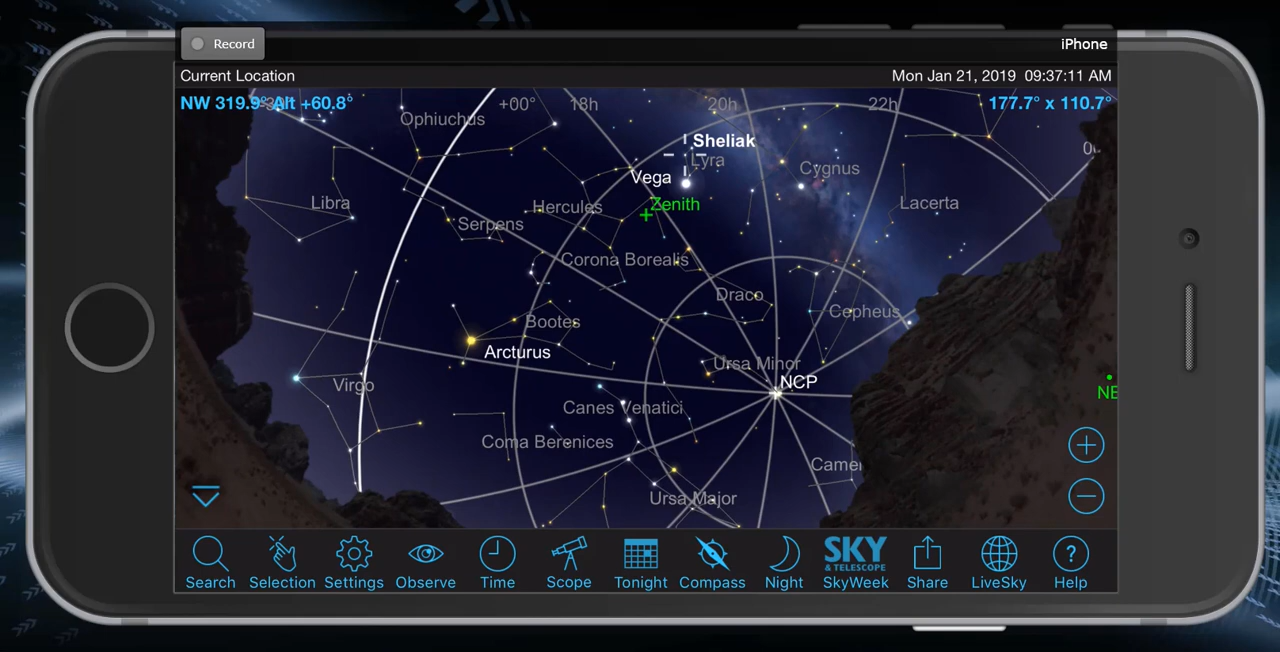 Record
iPhone
Current Location
Mon Jan 21, 2019 09:37:11 AM
NW 319.9° Alt +60.8°
+00°
18h
20h
22h
177.7° x 110.7°
Ophiuchus
Sheliak
Lyra
Cygnus
Vega
Zenith
Libra
Hercules
Lacerta
Serpens
Corona Borealis
Draco
Cepheus
Bootes
Arcturus
Ursa Minor
NCP
Virgo
NE
Canes Venatici
Coma Berenices
Camel
Ursa Major
Search
Selection
Settings
Observe
Time
Scope
Tonight
Compass
Night
SKY
& TELESCOPE
SkyWeek
Share
LiveSky
?
Help